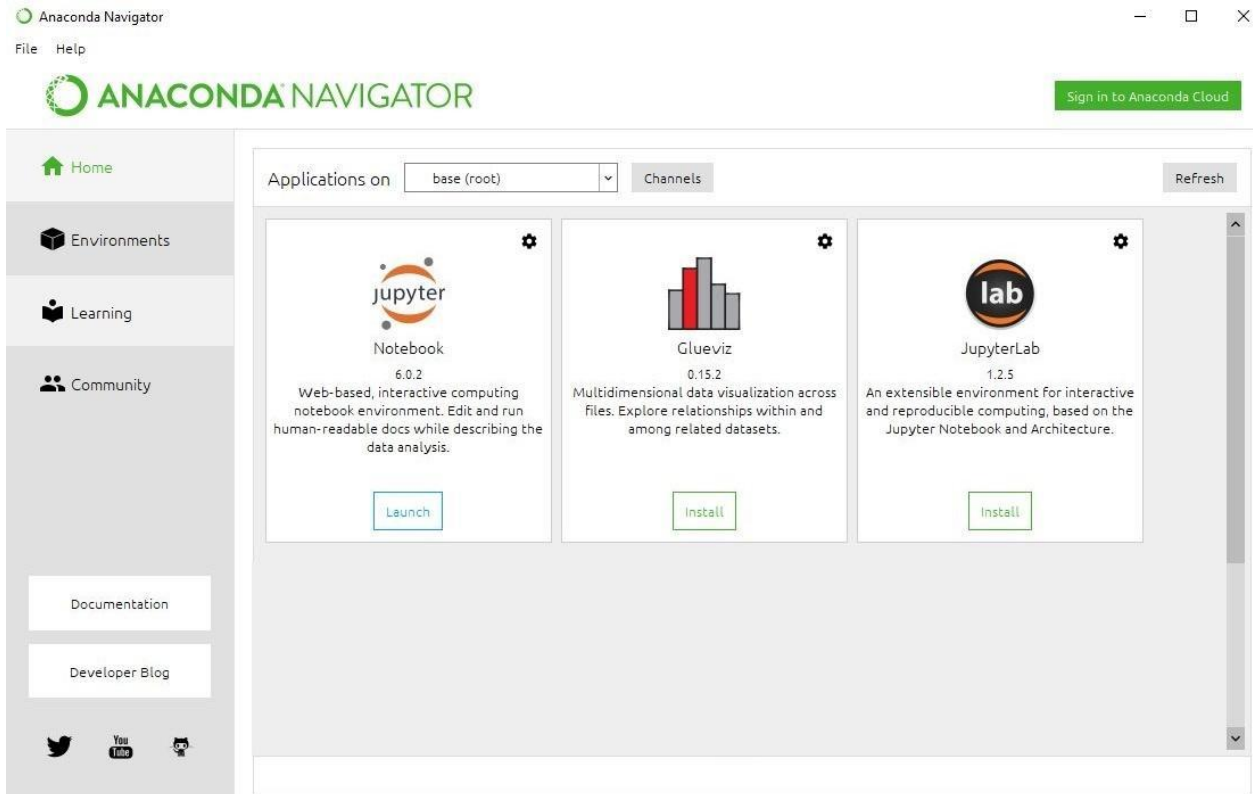 Anaconda Navigator
File Help
ANACONDA NAVIGATOR
Sign in to Anaconda Cloud
Home
Environments
Learning
Community
Documentation
Developer Blog
You
Tube
Applications on
base (root)
Channels
Refresh
jupyter
Notebook
6.0.2
Web-based, interactive computing
notebook environment. Edit and run
human-readable docs while describing the
data analysis.
Launch
Glueviz
0.15.2
Multidimensional data visualization across
files. Explore relationships within and
among related datasets.
Install
lab
JupyterLab
1.2.5
An extensible environment for interactive
and reproducible computing, based on the
Jupyter Notebook and Architecture.
Install